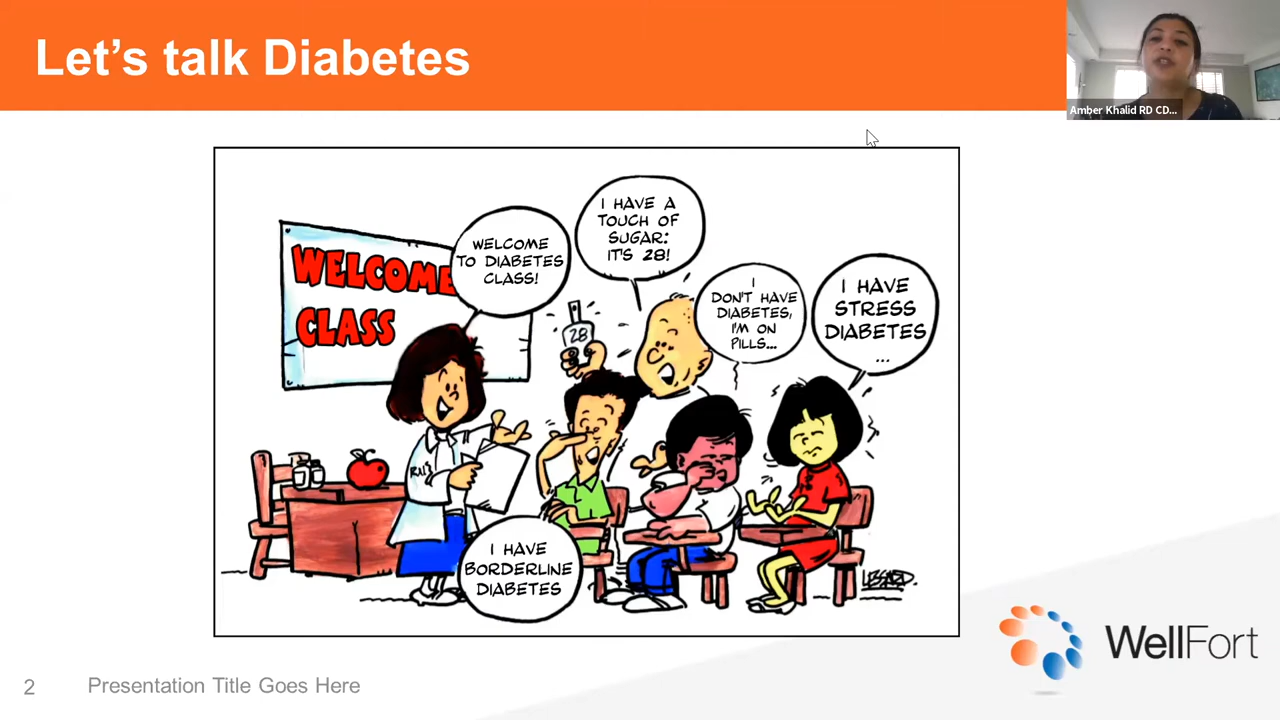 Let's talk Diabetes
Amber Khalid RD CD...
WELCOME
CLASS
WELCOME
TO DIABETES
CLASS!
I HAVE A
TOUCH OF
SUGAR:
IT'S 28!
28
I
DON'T HAVE
DIABETES,
I'M ON
PILLS...
I HAVE
STRESS
DIABETES
...
I HAVE
BORDERLINE
DIABETES
WellFort
2
Presentation Title Goes Here